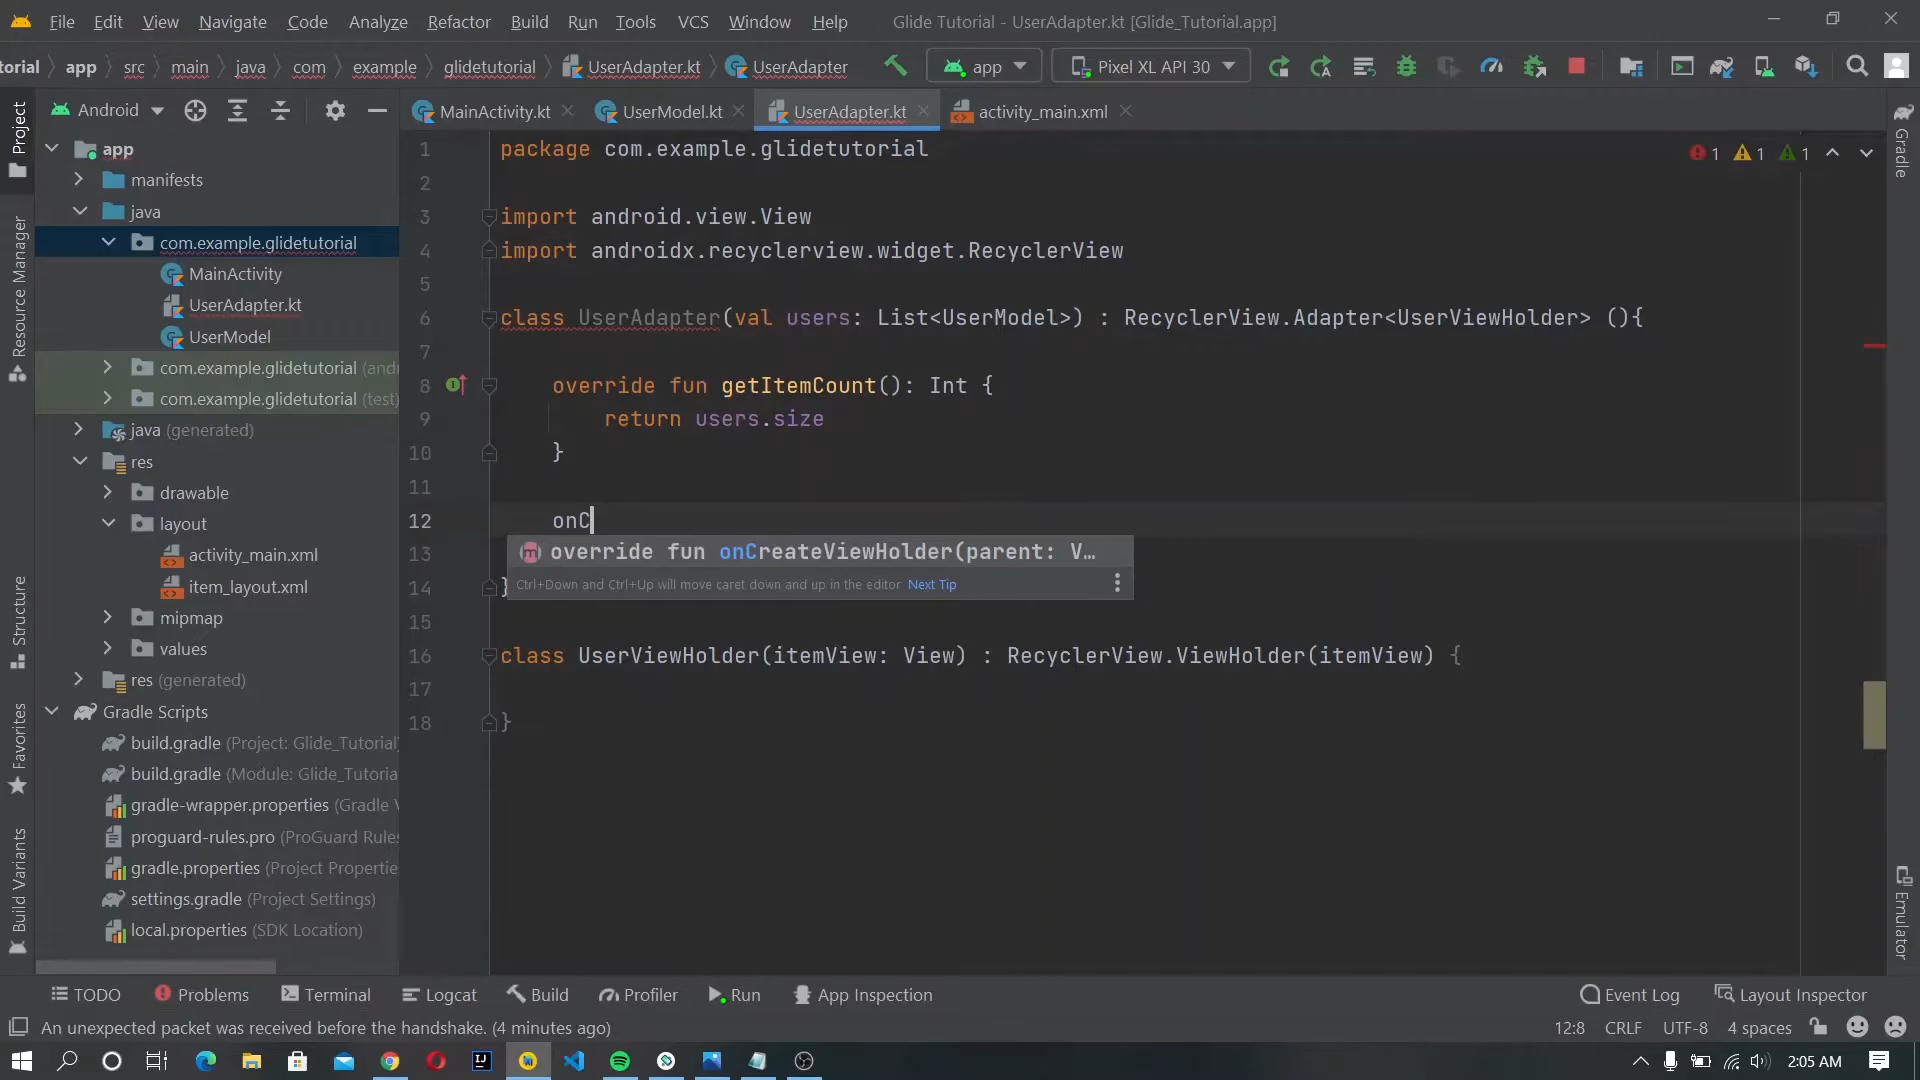 File Edit View Navigate Code Analyze Refactor Build Run Tools VCS Window Help Glide Tutorial - UserAdapter.kt [Glide_Tutorial.app]
torial app src main java com example glidetutorial UserAdapter.kt UserAdapter app Pixel XL API 30
Android MainActivity.kt UserModel.kt UserAdapter.kt activity_main.xml
Project
Resource Manager
Structure
Favorites
Build Variants
app
manifests
java
com.example.glidetutorial
MainActivity
UserAdapter.kt
UserModel
com.example.glidetutorial (and
com.example.glidetutorial (test)
java (generated)
res
drawable
layout
activity_main.xml
item_layout.xml
mipmap
values
res (generated)
Gradle Scripts
build.gradle (Project: Glide_Tutorial)
build.gradle (Module: Glide_Tutoria
gradle-wrapper.properties (Gradle V
proguard-rules.pro (ProGuard Rules
gradle.properties (Project Propertie
settings.gradle (Project Settings)
local.properties (SDK Location)
1 package com.example.glidetutorial
2
3 import android.view.View
4 import androidx.recyclerview.widget.RecyclerView
5
6 class UserAdapter(val users: List<UserModel>) : RecyclerView.Adapter<UserViewHolder> (){
7
8 override fun getItemCount(): Int {
9 return users.size
10 }
11
12 onC
13 override fun onCreateViewHolder(parent: V…
Ctrl+Down and Ctrl+Up will move caret down and up in the editor Next Tip
14 }
15
16 class UserViewHolder(itemView: View) : RecyclerView.ViewHolder(itemView) {
17
18 }
1 1 1
Gradle
Emulator
TODO Problems Terminal Logcat Build Profiler Run App Inspection Event Log Layout Inspector
An unexpected packet was received before the handshake. (4 minutes ago) 12:8 CRLF UTF-8 4 spaces
2:05 AM